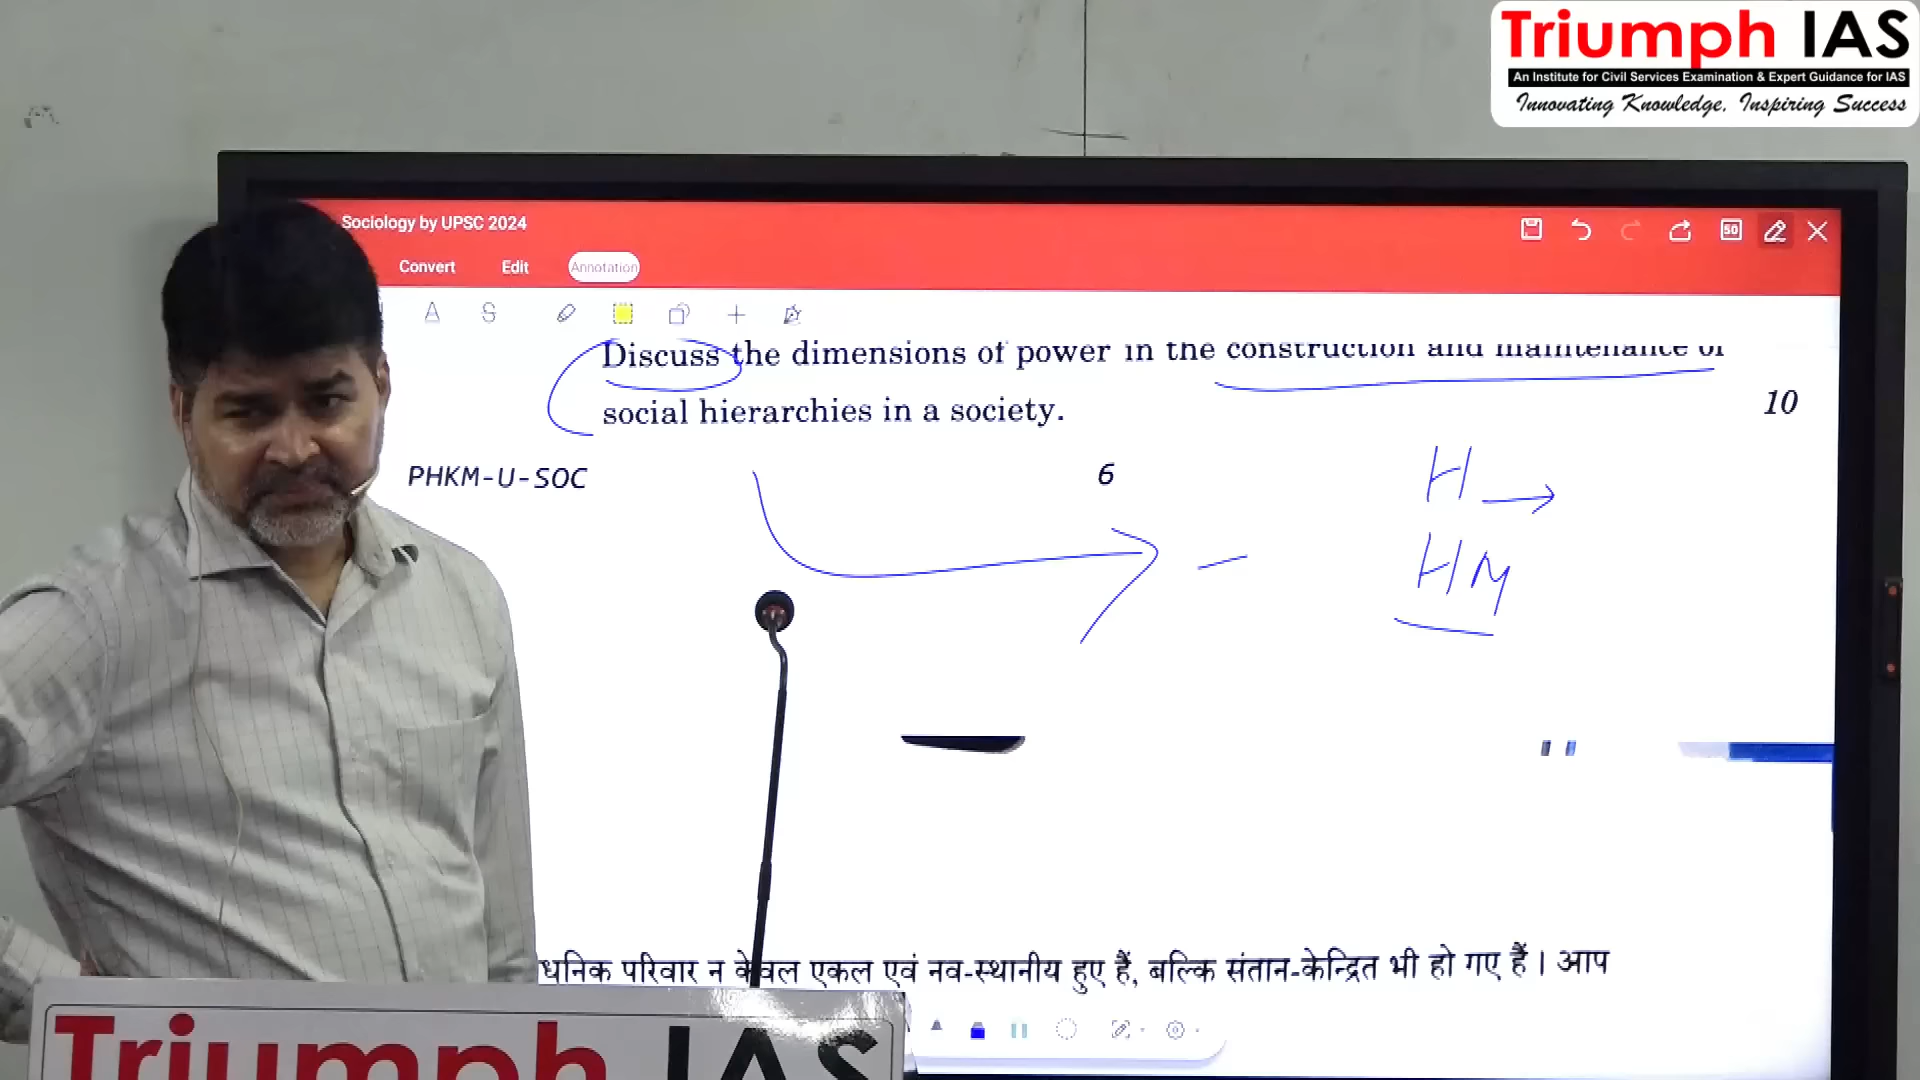 Triumph IAS
An Institute for Civil Services Examination & Expert Guidance for IAS
Innovating Knowledge, Inspiring Success
Sociology by UPSC 2024
Convert Edit Annotation
50
A S
Discuss the dimensions of power in the construction and maintenance of
social hierarchies in a society. 10
PHKM-U-SOC 6
H
HM
धनिक परिवार न केवल एकल एवं नव-स्थानीय हुए हैं, बल्कि संतान-केन्द्रित भी हो गए हैं । आप
Triumph IAS